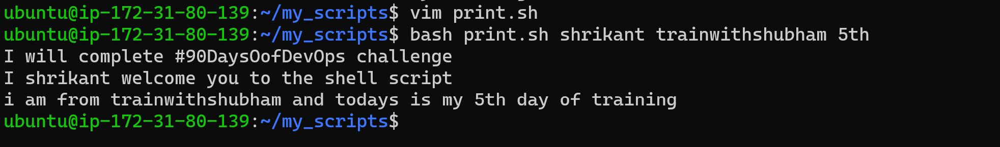 ubuntu@ip-172-31-80-139:~/my_scripts$ vim print.sh
ubuntu@ip-172-31-80-139:~/my_scripts$ bash print.sh shrikant trainwithshubham 5th
I will complete #90DaysOofDevOps challenge
I shrikant welcome you to the shell script
i am from trainwithshubham and todays is my 5th day of training
ubuntu@ip-172-31-80-139:~/my_scripts$